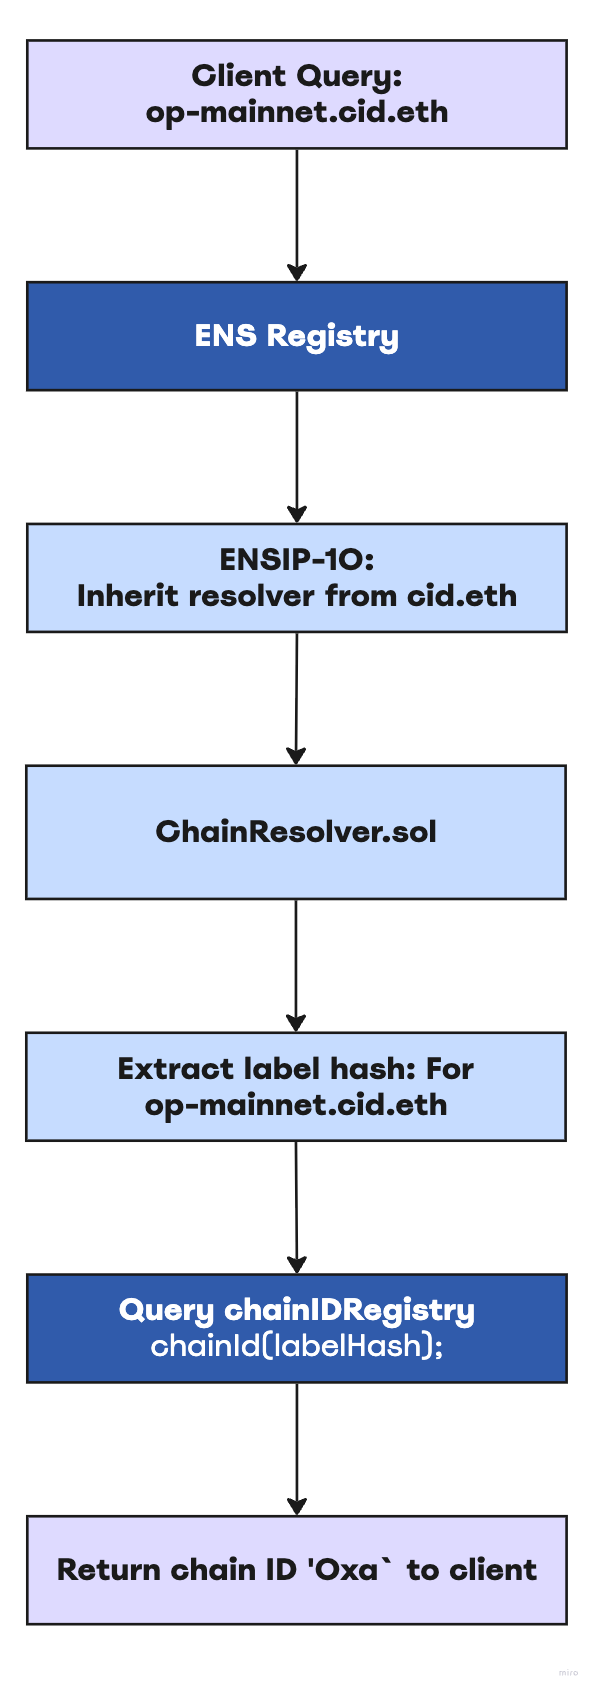 Client Query:
op-mainnet.cid.eth
ENS Registry
ENSIP-10:
Inherit resolver from cid.eth
ChainResolver.sol
Extract label hash: For
op-mainnet.cid.eth
Query chainIDRegistry
chainId(labelHash);
Return chain ID '0xa` to client
miro